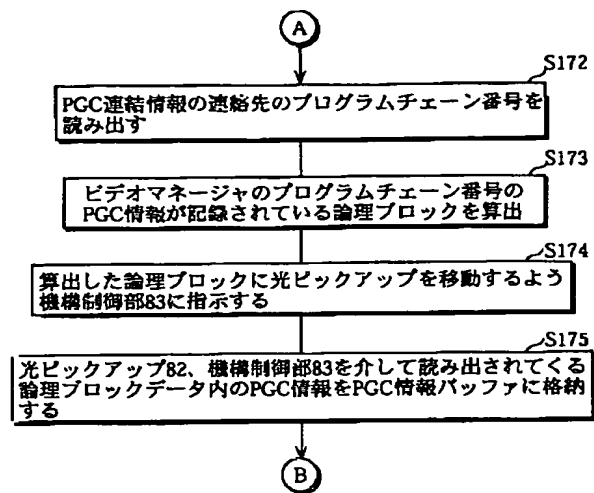 A
S172
PGC連結情報の連絡先のプログラムチェーン番号を
読み出す
S173
ビデオマネージャのプログラムチェーン番号の
PGC情報が記録されている論理ブロックを算出
S174
算出した論理ブロックに光ピックアップを移動するよう
機構制御部83に指示する
S175
光ピックアップ82、機構制御部83を介して読み出されてくる
論理ブロックデータ内のPGC情報をPGC情報バッファに格納
する
B